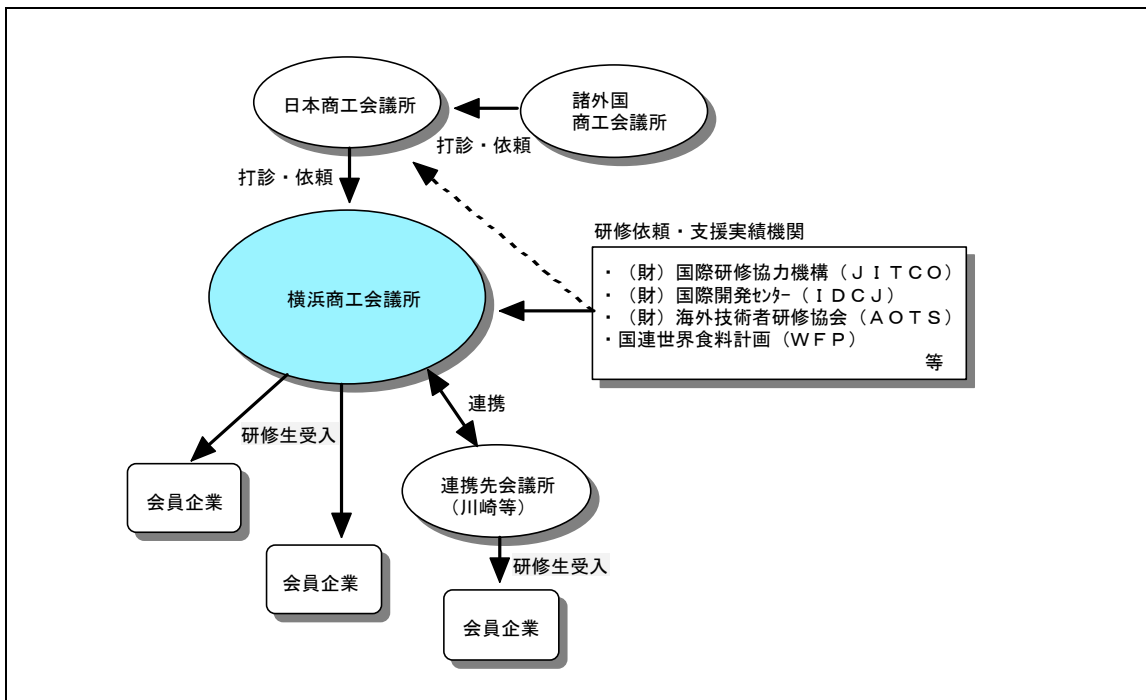 日本商工会議所
諸外国
商工会議所
打診・依頼
打診・依頼
研修依頼・支援実績機関
・（財）国際研修協力機構（ＪＩＴＣＯ）
・（財）国際開発ｾﾝﾀｰ（ＩＤＣＪ）
・（財）海外技術者研修協会（ＡＯＴＳ）
・国連世界食料計画（ＷＦＰ）
等
横浜商工会議所
連携
研修生受入
会員企業
連携先会議所
（川崎等）
会員企業
研修生受入
会員企業